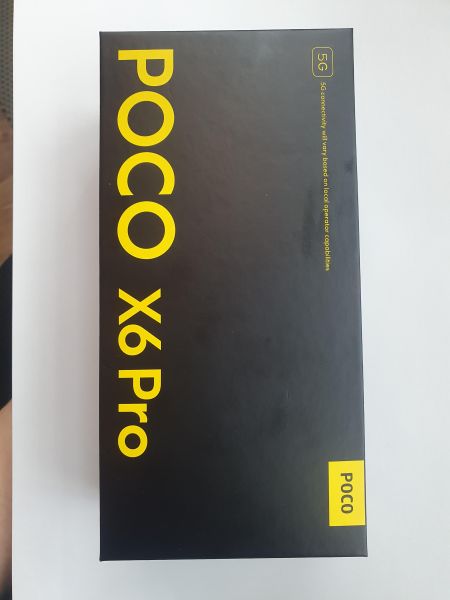 5G
5G connectivity will vary based on local operator capabilities
POCO X6 Pro
POCO